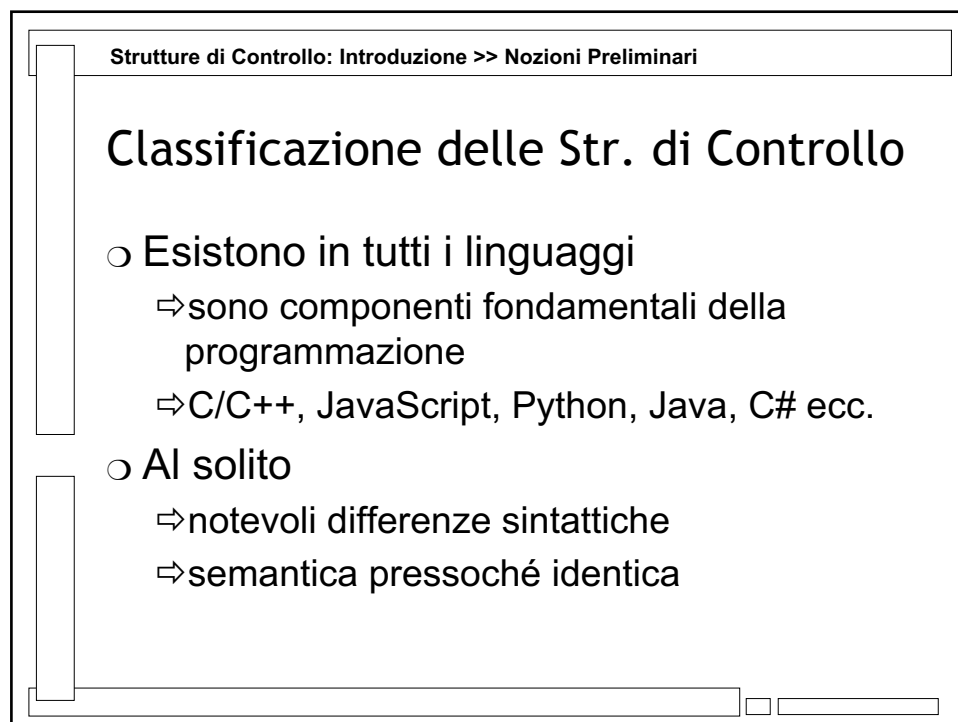 Strutture di Controllo: Introduzione >> Nozioni Preliminari
Classificazione delle Str. di Controllo
❍ Esistono in tutti i linguaggi
⇨sono componenti fondamentali della
programmazione
⇨C/C++, JavaScript, Python, Java, C# ecc.
❍ Al solito
⇨notevoli differenze sintattiche
⇨semantica pressoché identica